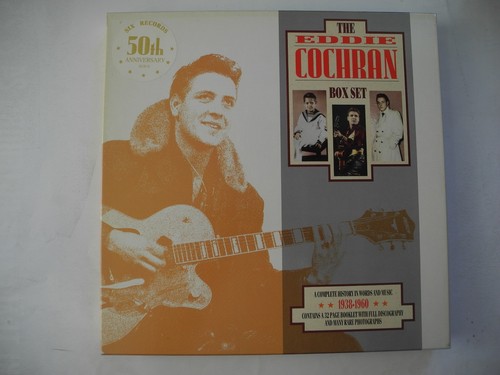 SIX RECORDS
50th
ANNIVERSARY
THE
EDDIE
COCHRAN
BOX SET
A COMPLETE HISTORY IN WORDS AND MUSIC
★ ★ 1938-1960 ★ ★
CONTAINS A 32 PAGE BOOKLET WITH FULL DISCOGRAPHY
AND MANY RARE PHOTOGRAPHS